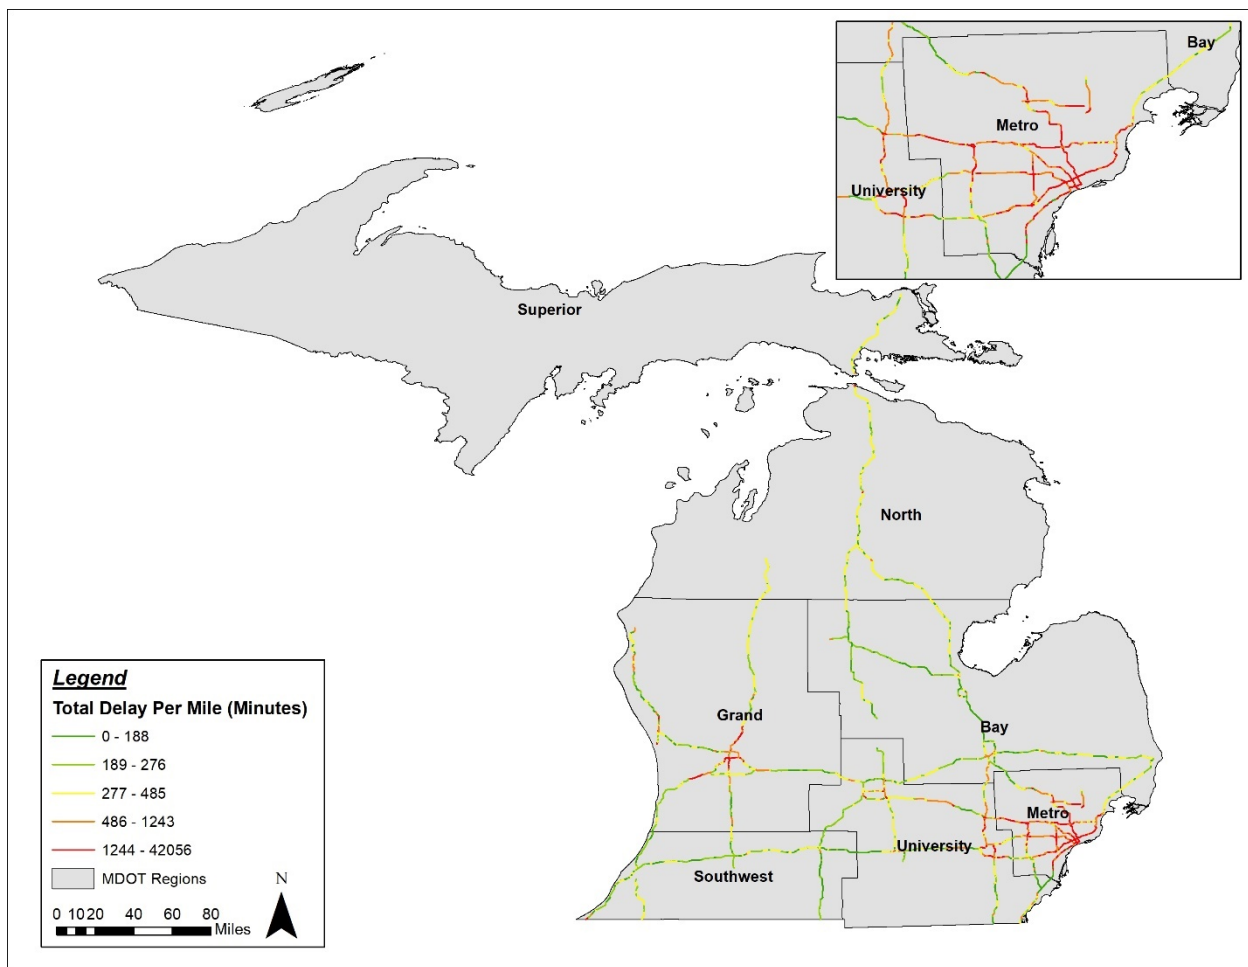 Bay
Metro
University
Superior
North
Grand
Bay
Metro
University
Southwest
Legend
Total Delay Per Mile (Minutes)
0 - 188
189 - 276
277 - 485
486 - 1243
1244 - 42056
MDOT Regions
N
0 10 20 40 60 80
Miles